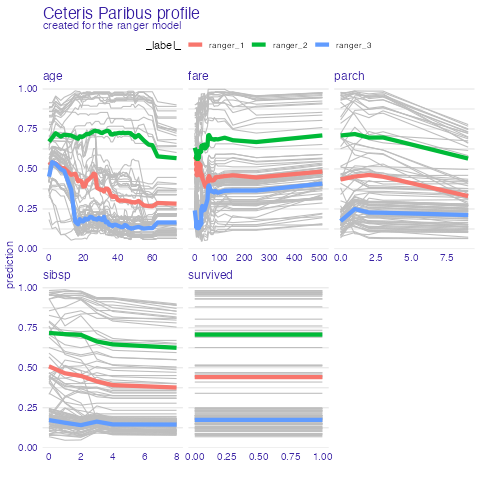 Ceteris Paribus profile
created for the ranger model
_label_ ranger_1 ranger_2 ranger_3
age fare parch
1.00
0.75
0.50
0.25
0.00
0 20 40 60 0 100 200 300 400 500 0.0 2.5 5.0 7.5
prediction
sibsp survived
1.00
0.75
0.50
0.25
0.00
0 2 4 6 8 0.00 0.25 0.50 0.75 1.00